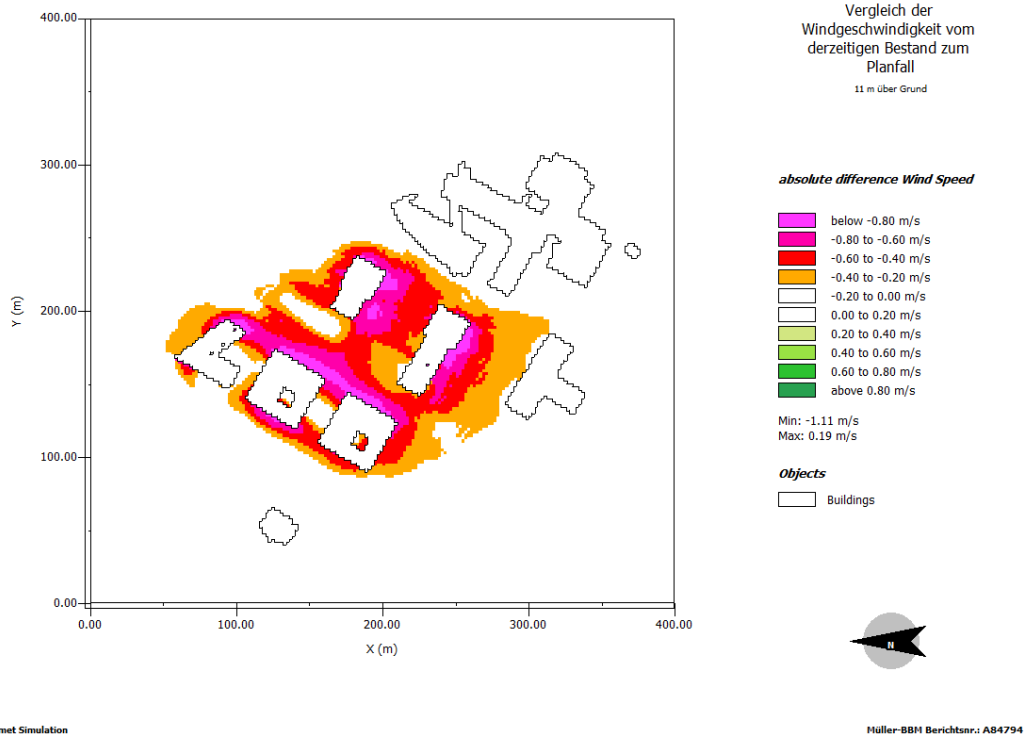 Vergleich der
Windgeschwindigkeit vom
derzeitigen Bestand zum
Planfall
11 m über Grund
400.00
300.00
200.00
100.00
0.00
Y (m)
0.00 100.00 200.00 300.00 400.00
X (m)
absolute difference Wind Speed
below -0.80 m/s
-0.80 to -0.60 m/s
-0.60 to -0.40 m/s
-0.40 to -0.20 m/s
-0.20 to 0.00 m/s
0.00 to 0.20 m/s
0.20 to 0.40 m/s
0.40 to 0.60 m/s
0.60 to 0.80 m/s
above 0.80 m/s
Min: -1.11 m/s
Max: 0.19 m/s
Objects
Buildings
N
met Simulation
Müller-BBM Berichtsnr.: A84794